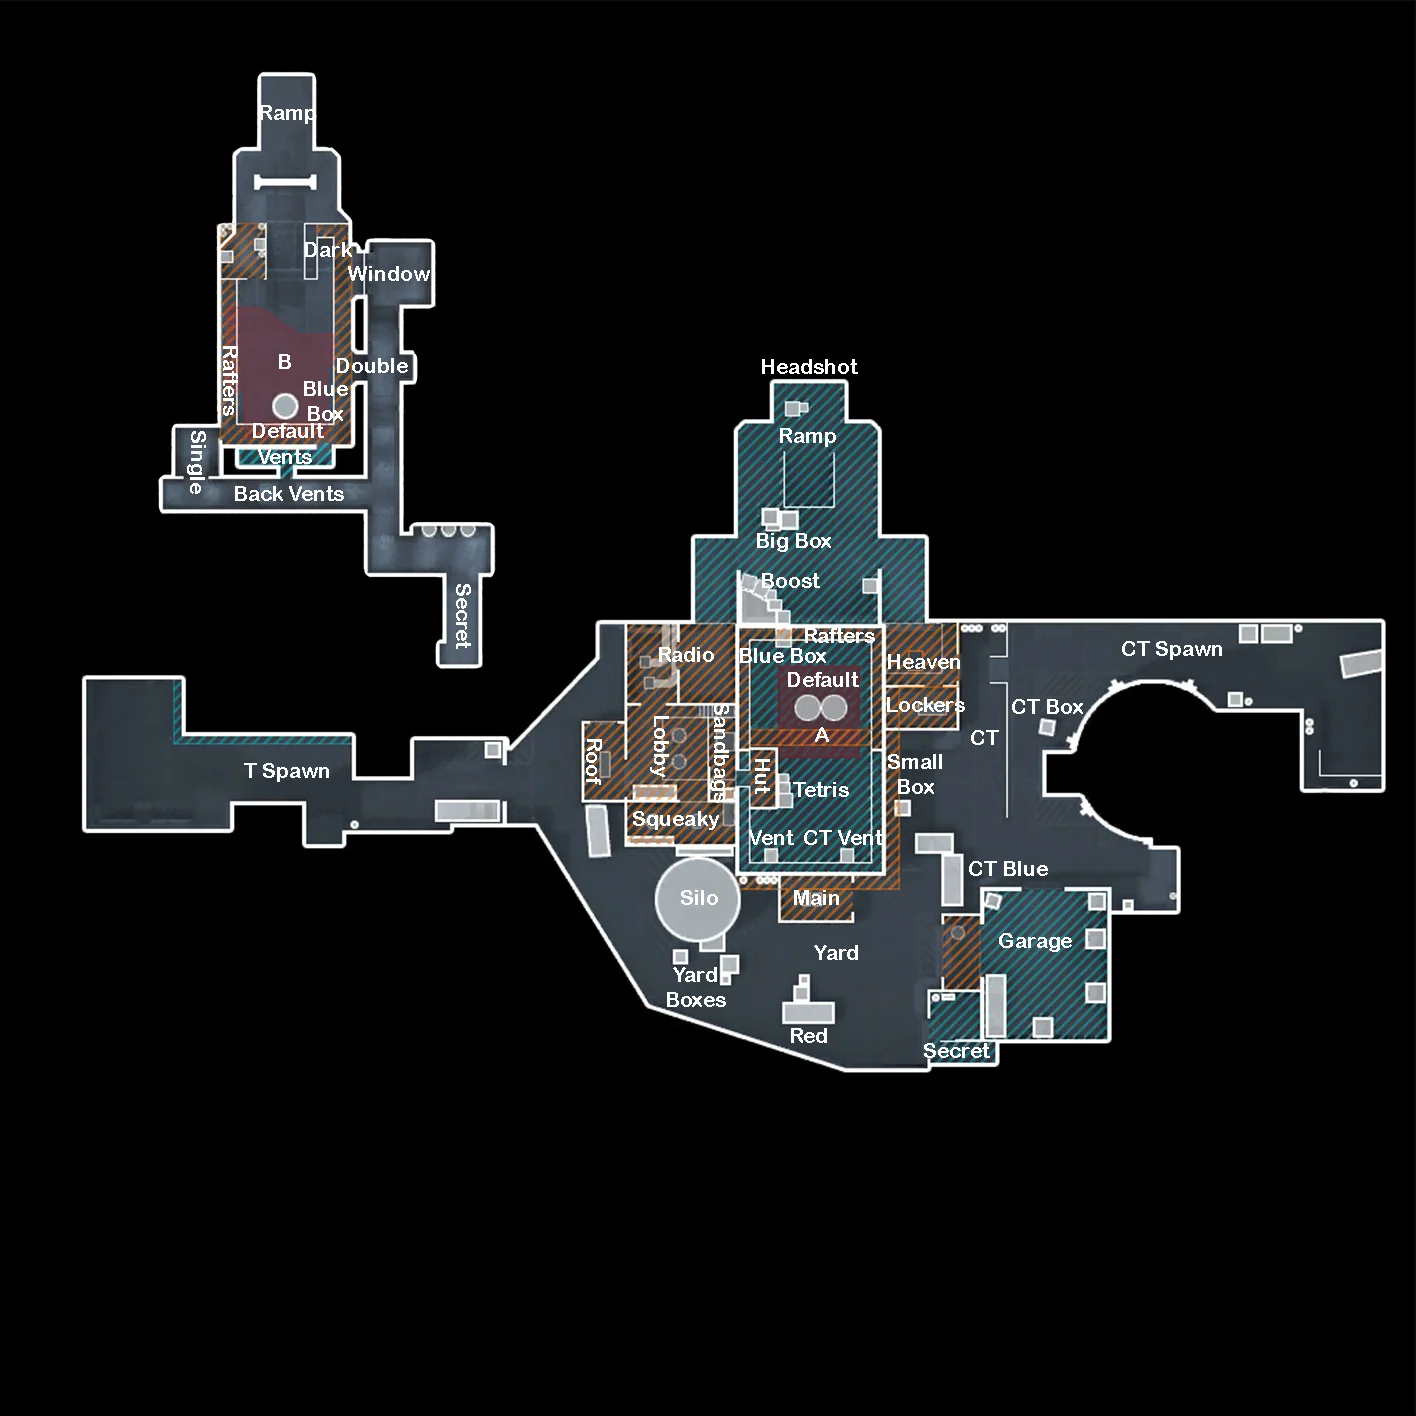 Ramp
Dark
Window
Rafters
B
Double
Blue
Box
Default
Single
Vents
Back Vents
Secret
Headshot
Ramp
Big Box
Boost
Rafters
Radio
Blue Box
Heaven
CT Spawn
Default
Lockers
CT Box
Sandbags
Lobby
Roof
A
CT
T Spawn
Hut
Small
Box
Tetris
Squeaky
Vent
CT Vent
CT Blue
Silo
Main
Garage
Yard
Yard
Boxes
Red
Secret